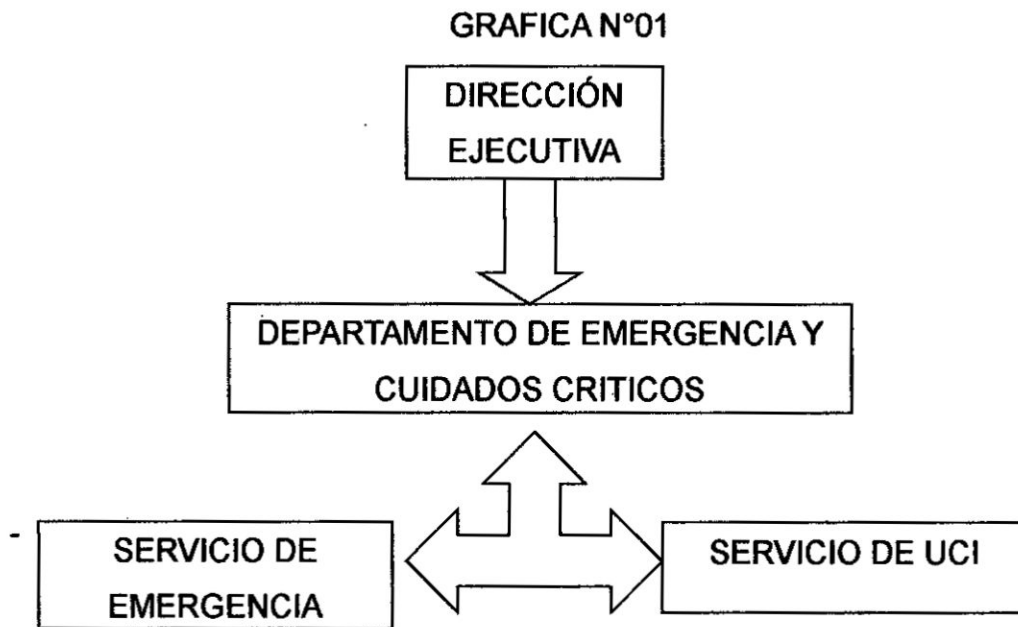 GRAFICA N°01
DIRECCIÓN
EJECUTIVA
DEPARTAMENTO DE EMERGENCIA Y
CUIDADOS CRITICOS
SERVICIO DE
EMERGENCIA
SERVICIO DE UCI